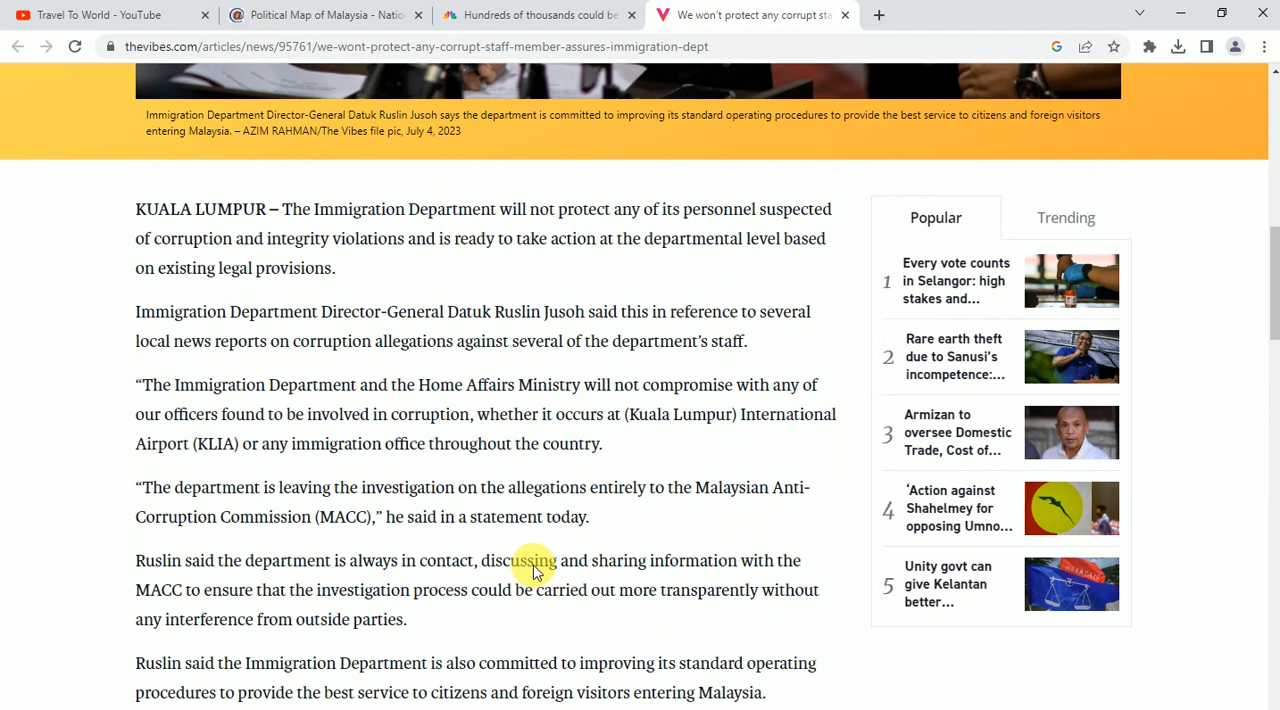 Travel To World - YouTube
Political Map of Malaysia - Natio
Hundreds of thousands could be
We won't protect any corrupt sta
thevibes.com/articles/news/95761/we-wont-protect-any-corrupt-staff-member-assures-immigration-dept
Immigration Department Director-General Datuk Ruslin Jusoh says the department is committed to improving its standard operating procedures to provide the best service to citizens and foreign visitors
entering Malaysia. – AZIM RAHMAN/The Vibes file pic, July 4, 2023
KUALA LUMPUR – The Immigration Department will not protect any of its personnel suspected
of corruption and integrity violations and is ready to take action at the departmental level based
on existing legal provisions.
Immigration Department Director-General Datuk Ruslin Jusoh said this in reference to several
local news reports on corruption allegations against several of the department's staff.
“The Immigration Department and the Home Affairs Ministry will not compromise with any of
our officers found to be involved in corruption, whether it occurs at (Kuala Lumpur) International
Airport (KLIA) or any immigration office throughout the country.
“The department is leaving the investigation on the allegations entirely to the Malaysian Anti-
Corruption Commission (MACC),” he said in a statement today.
Ruslin said the department is always in contact, discussing and sharing information with the
MACC to ensure that the investigation process could be carried out more transparently without
any interference from outside parties.
Ruslin said the Immigration Department is also committed to improving its standard operating
procedures to provide the best service to citizens and foreign visitors entering Malaysia.
Popular
Trending
1
Every vote counts
in Selangor: high
stakes and...
2
Rare earth theft
due to Sanusi's
incompetence:...
3
Armizan to
oversee Domestic
Trade, Cost of...
4
‘Action against
Shahelmey for
opposing Umno...
5
Unity govt can
give Kelantan
better...